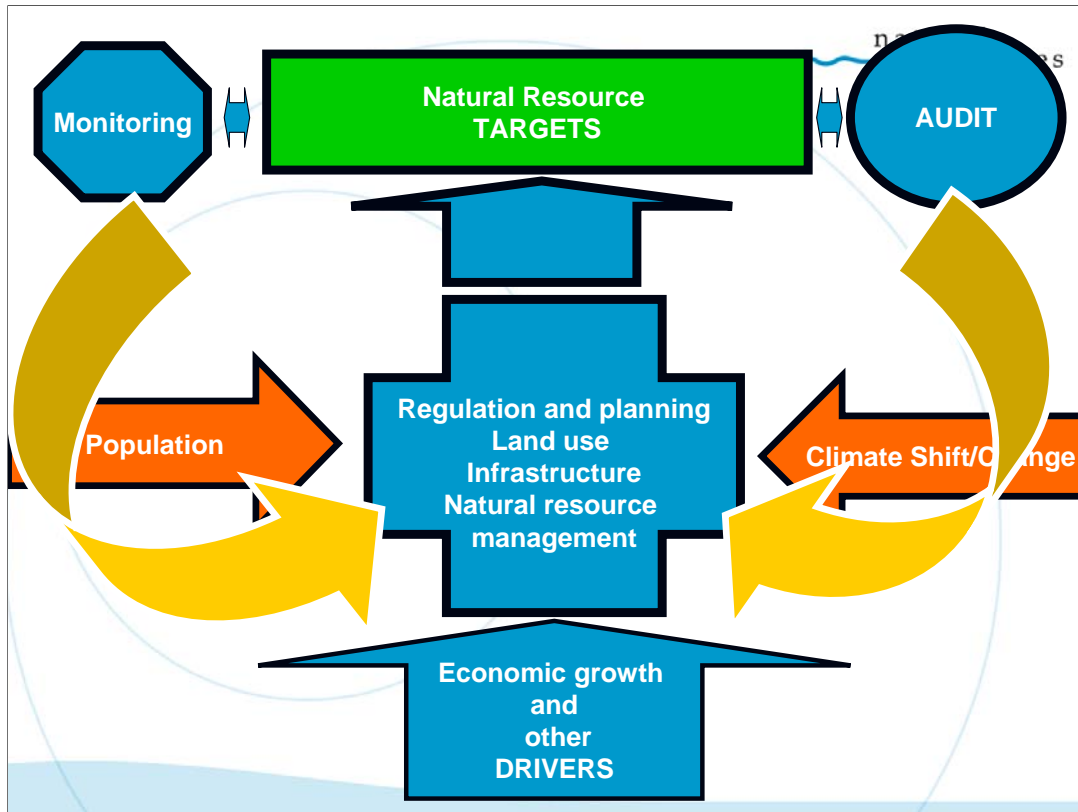 Monitoring
Natural Resource
TARGETS
AUDIT
Regulation and planning
Land use
Infrastructure
Natural resource
management
Population
Economic growth
and
other
DRIVERS